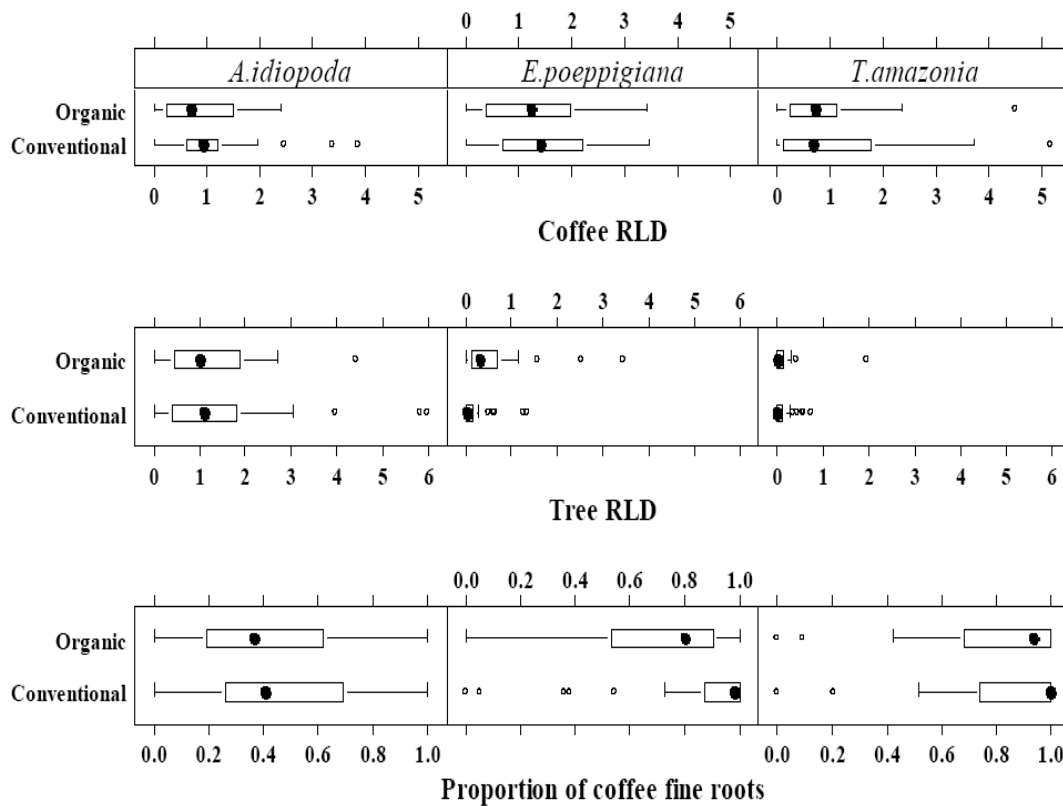 0 1 2 3 4 5
A.idiopoda E.poeppigiana T.amazonia
Organic
Conventional
0 1 2 3 4 5 0 1 2 3 4 5
Coffee RLD
0 1 2 3 4 5 6
Organic
Conventional
0 1 2 3 4 5 6 0 1 2 3 4 5 6
Tree RLD
0.0 0.2 0.4 0.6 0.8 1.0
Organic
Conventional
0.0 0.2 0.4 0.6 0.8 1.0 0.0 0.2 0.4 0.6 0.8 1.0
Proportion of coffee fine roots